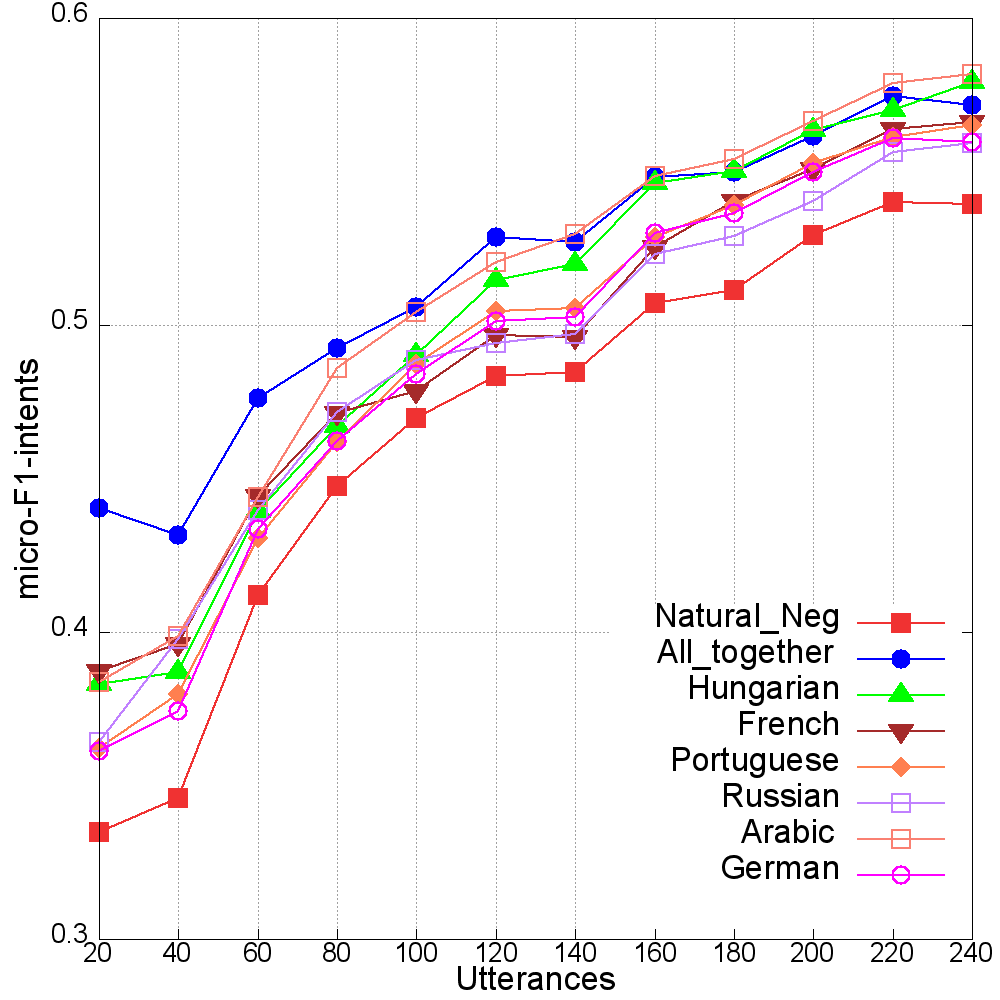 0.6
0.5
0.4
0.3
micro-F1-intents
Natural_Neg
All_together
Hungarian
French
Portuguese
Russian
Arabic
German
20 40 60 80 100 120 140 160 180 200 220 240
Utterances